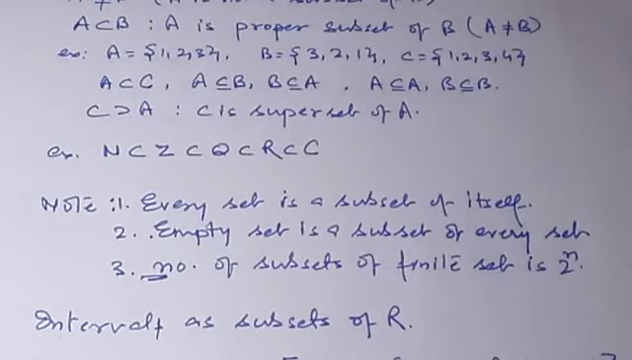 A⊂B : A is proper subset of B (A≠B)
ex: A = {1,2,3}, B = {3,2,1}, C = {1,2,3,4}
A⊂C, A⊆B, B⊆A, A⊆A, B⊆B.
C⊃A : C is superset of A.
ex. N⊂Z⊂Q⊂R⊂C
NOTE :1. Every set is a subset of itself.
2. Empty set is a subset of every set
3. no. of subsets of finite set is 2ⁿ.
Intervals as subsets of R.